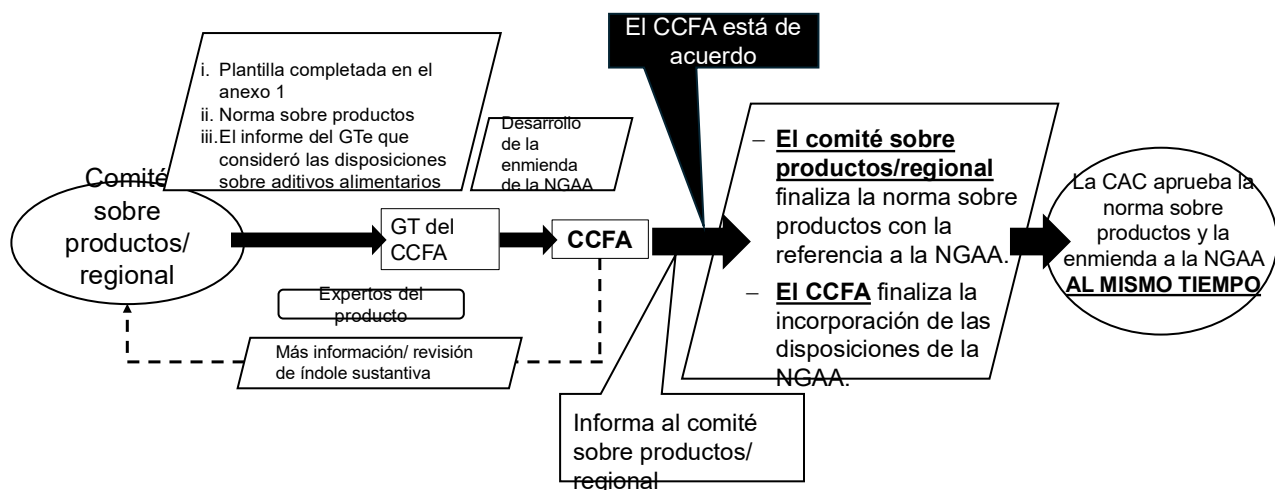 El CCFA está de
acuerdo
i. Plantilla completada en el
anexo 1
ii. Norma sobre productos
iii. El informe del GTe que
consideró las disposiciones
sobre aditivos alimentarios
Desarrollo
de la
enmienda
de la NGAA
Comité
sobre
productos/
regional
GT del
CCFA
CCFA
Expertos del
producto
Más información/ revisión
de índole sustantiva
– El comité sobre
productos/regional
finaliza la norma sobre
productos con la
referencia a la NGAA.
– El CCFA finaliza la
incorporación de las
disposiciones de la
NGAA.
La CAC aprueba la
norma sobre
productos y la
enmienda a la NGAA
AL MISMO TIEMPO
Informa al comité
sobre productos/
regional